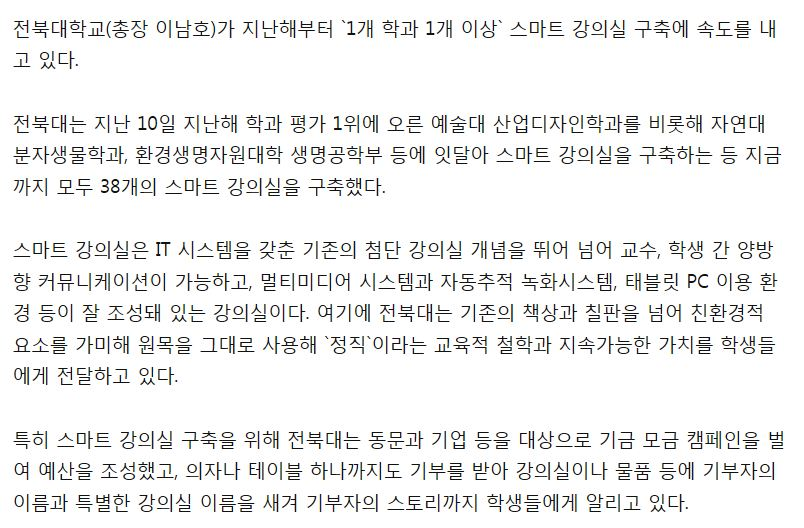 전북대학교(총장 이남호)가 지난해부터 `1개 학과 1개 이상` 스마트 강의실 구축에 속도를 내
고 있다.
전북대는 지난 10일 지난해 학과 평가 1위에 오른 예술대 산업디자인학과를 비롯해 자연대
분자생물학과, 환경생명자원대학 생명공학부 등에 잇달아 스마트 강의실을 구축하는 등 지금
까지 모두 38개의 스마트 강의실을 구축했다.
스마트 강의실은 IT 시스템을 갖춘 기존의 첨단 강의실 개념을 뛰어 넘어 교수, 학생 간 양방
향 커뮤니케이션이 가능하고, 멀티미디어 시스템과 자동추적 녹화시스템, 태블릿 PC 이용 환
경 등이 잘 조성돼 있는 강의실이다. 여기에 전북대는 기존의 책상과 칠판을 넘어 친환경적
요소를 가미해 원목을 그대로 사용해 `정직`이라는 교육적 철학과 지속가능한 가치를 학생들
에게 전달하고 있다.
특히 스마트 강의실 구축을 위해 전북대는 동문과 기업 등을 대상으로 기금 모금 캠페인을 벌
여 예산을 조성했고, 의자나 테이블 하나까지도 기부를 받아 강의실이나 물품 등에 기부자의
이름과 특별한 강의실 이름을 새겨 기부자의 스토리까지 학생들에게 알리고 있다.